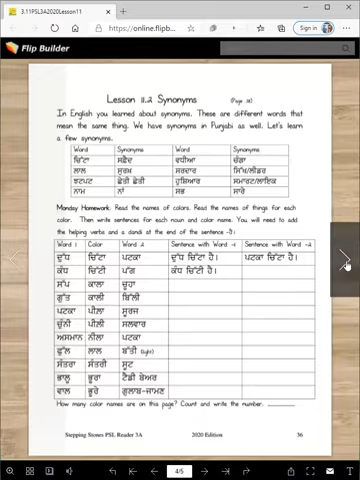 3.11PSL3A2020Lesson11
https://online.flipb
Sign in
Flip Builder
Search
Lesson 11.2 Synonyms
In English you learned about synonyms. These are different words that
mean the same thing. We have synonyms in Punjabi as well. Let's learn
a few synonyms.
Word Synonyms Word Synonyms
ਚਿੱਟਾ ਸਫ਼ੈਦ ਵਧੀਆ ਚੰਗਾ
ਲਾਲ ਸੁਰਖ਼ ਸਰਦਾਰ ਸਿੱਖ/ਲੀਡਰ
ਝਟਪਟ ਛੇਤੀ ਛੇਤੀ ਹੁਸ਼ਿਆਰ ਸਮਾਰਟ/ਲਾਇਕ
ਨਾਮ ਨਾਂ ਸਭ ਸਾਰੇ
Monday Homework: Read the names of colors. Read the names of things for each
color. Then write sentences for each noun and color name. You will need to add
the helping verbs and a dandi at the end of the sentence -ਹੈ।
Word 1 Color Word 2 Sentence with Word -1 Sentence with Word -2
ਦੁੱਧ ਚਿੱਟਾ ਪਟਕਾ ਦੁੱਧ ਚਿੱਟਾ ਹੈ। ਪਟਕਾ ਚਿੱਟਾ ਹੈ।
ਕੰਧ ਚਿੱਟੀ ਪੱਗ ਕੰਧ ਚਿੱਟੀ ਹੈ।
ਸੱਪ ਕਾਲਾ ਚੂਹਾ
ਗੁੱਤ ਕਾਲੀ ਬਿੱਲੀ
ਪਟਕਾ ਪੀਲਾ ਸੂਰਜ
ਚੁੰਨੀ ਪੀਲੀ ਸਲਵਾਰ
ਅਸਮਾਨ ਨੀਲਾ ਪਟਕਾ
ਫੁੱਲ ਲਾਲ ਬੱਤੀ (light)
ਸੰਤਰਾ ਸੰਤਰੀ ਸੂਟ
ਭਾਲੂ ਭੂਰਾ ਟੈਡੀ ਬੇਅਰ
ਵਾਲ ਭੂਰੇ ਗੁਲਾਬ-ਜਾਮਣ
How many color names are on this page? Count and write the number. ______
Stepping Stones PSL Reader 3A 2020 Edition 36
4/5